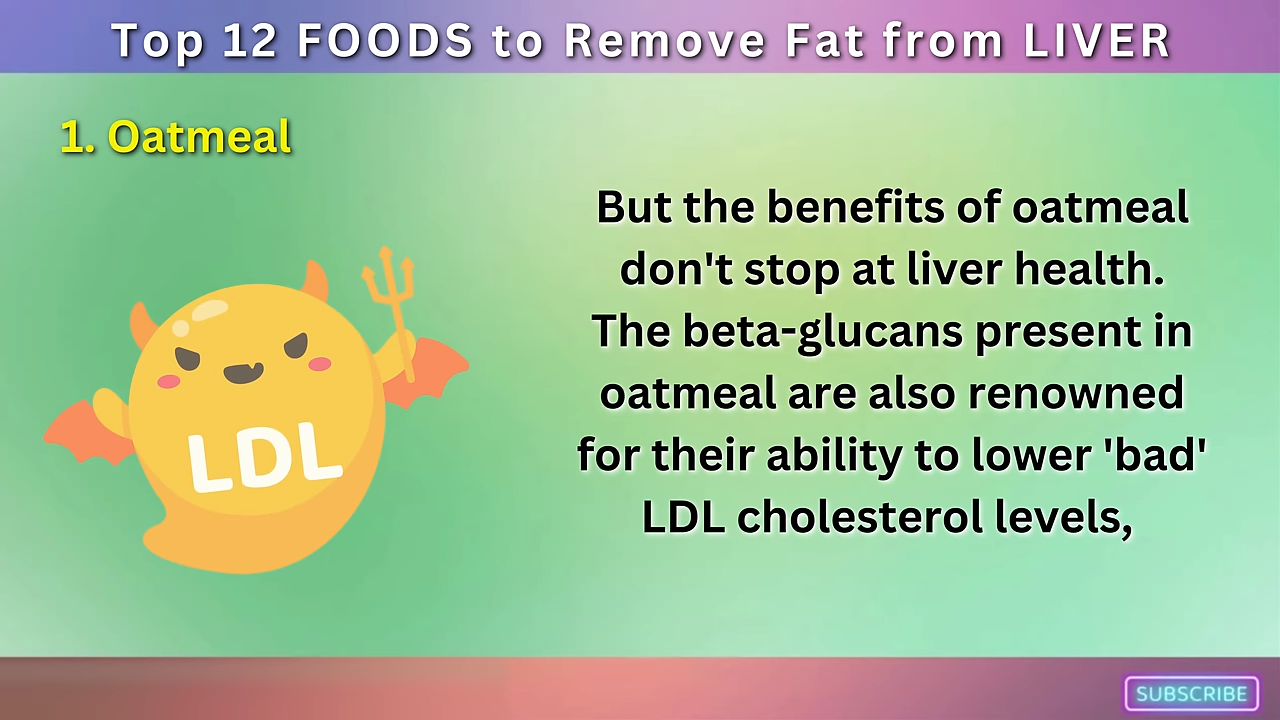 Top 12 FOODS to Remove Fat from LIVER
1. Oatmeal
But the benefits of oatmeal
don't stop at liver health.
The beta-glucans present in
oatmeal are also renowned
for their ability to lower 'bad'
LDL cholesterol levels,
LDL
SUBSCRIBE